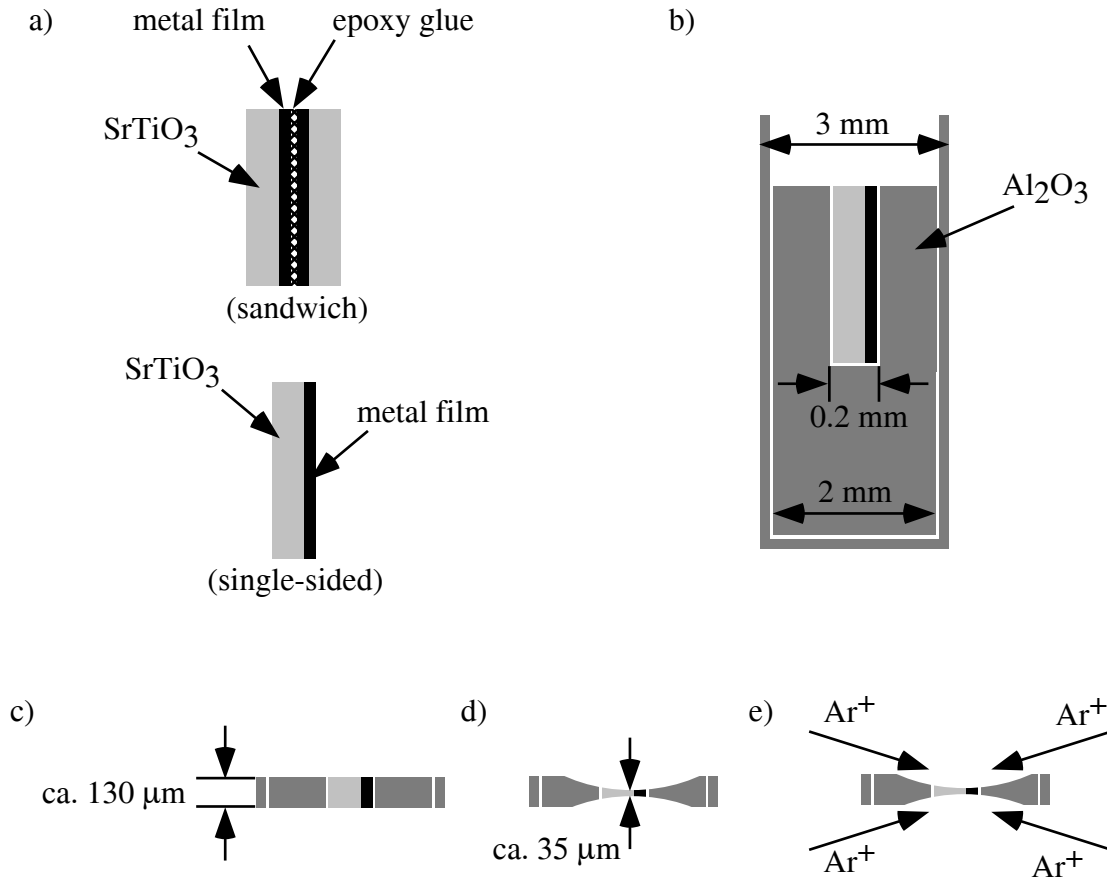 a)
metal film
epoxy glue
SrTiO3
(sandwich)
SrTiO3
metal film
(single-sided)
b)
3 mm
Al2O3
0.2 mm
2 mm
c)
ca. 130 µm
d)
ca. 35 µm
e)
Ar+
Ar+
Ar+
Ar+